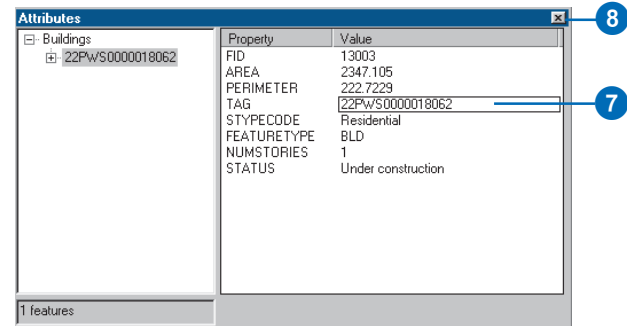 Attributes
8
Buildings
22PWS0000018062
Property Value
FID 13003
AREA 2347.105
PERIMETER 222.7229
TAG 22PWS0000018062
7
STYPECODE Residential
FEATURETYPE BLD
NUMSTORIES 1
STATUS Under construction
1 features